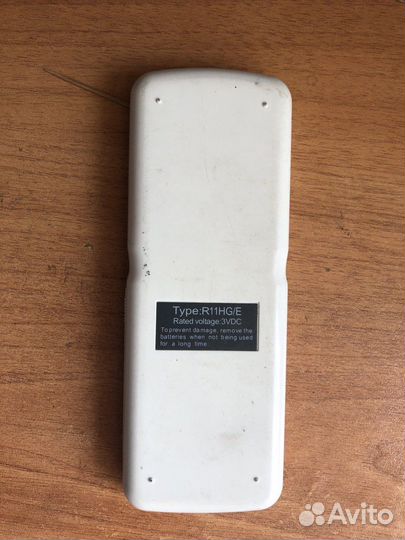 Type:R11HG/E
Rated voltage:3VDC
To prevent damage, remove the
batteries when not being used
for a long time
Avito